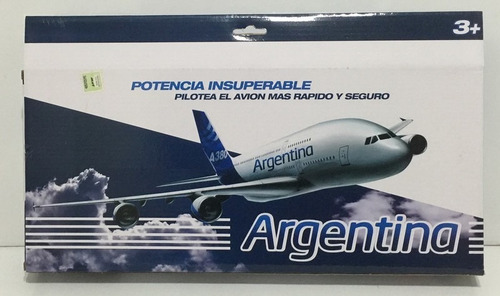 3+
POTENCIA INSUPERABLE
PILOTEA EL AVION MAS RAPIDO Y SEGURO
A380
Argentina
Argentina